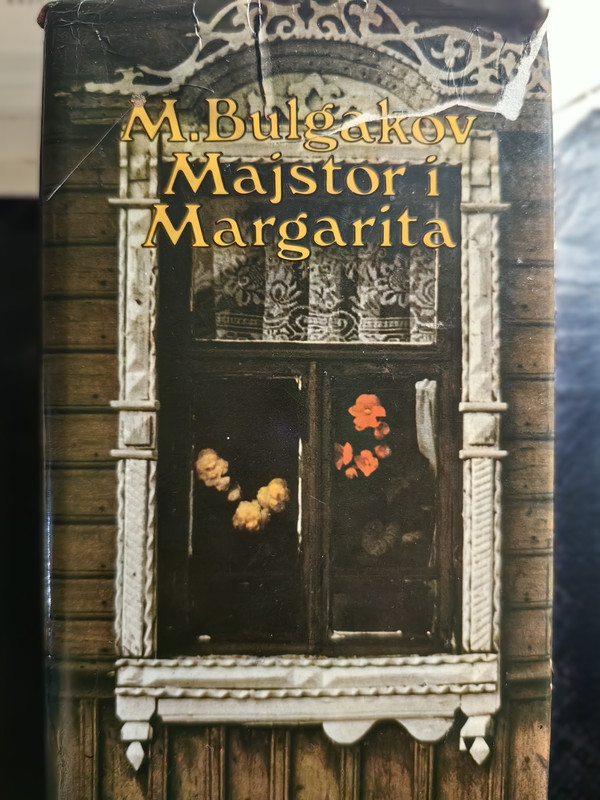 M. Bulgakov
Majstor i
Margarita